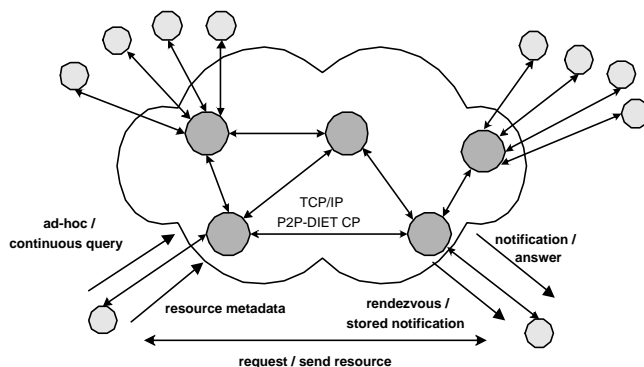 TCP/IP
P2P-DIET CP
ad-hoc /
continuous query
notification /
answer
resource metadata
rendezvous /
stored notification
request / send resource